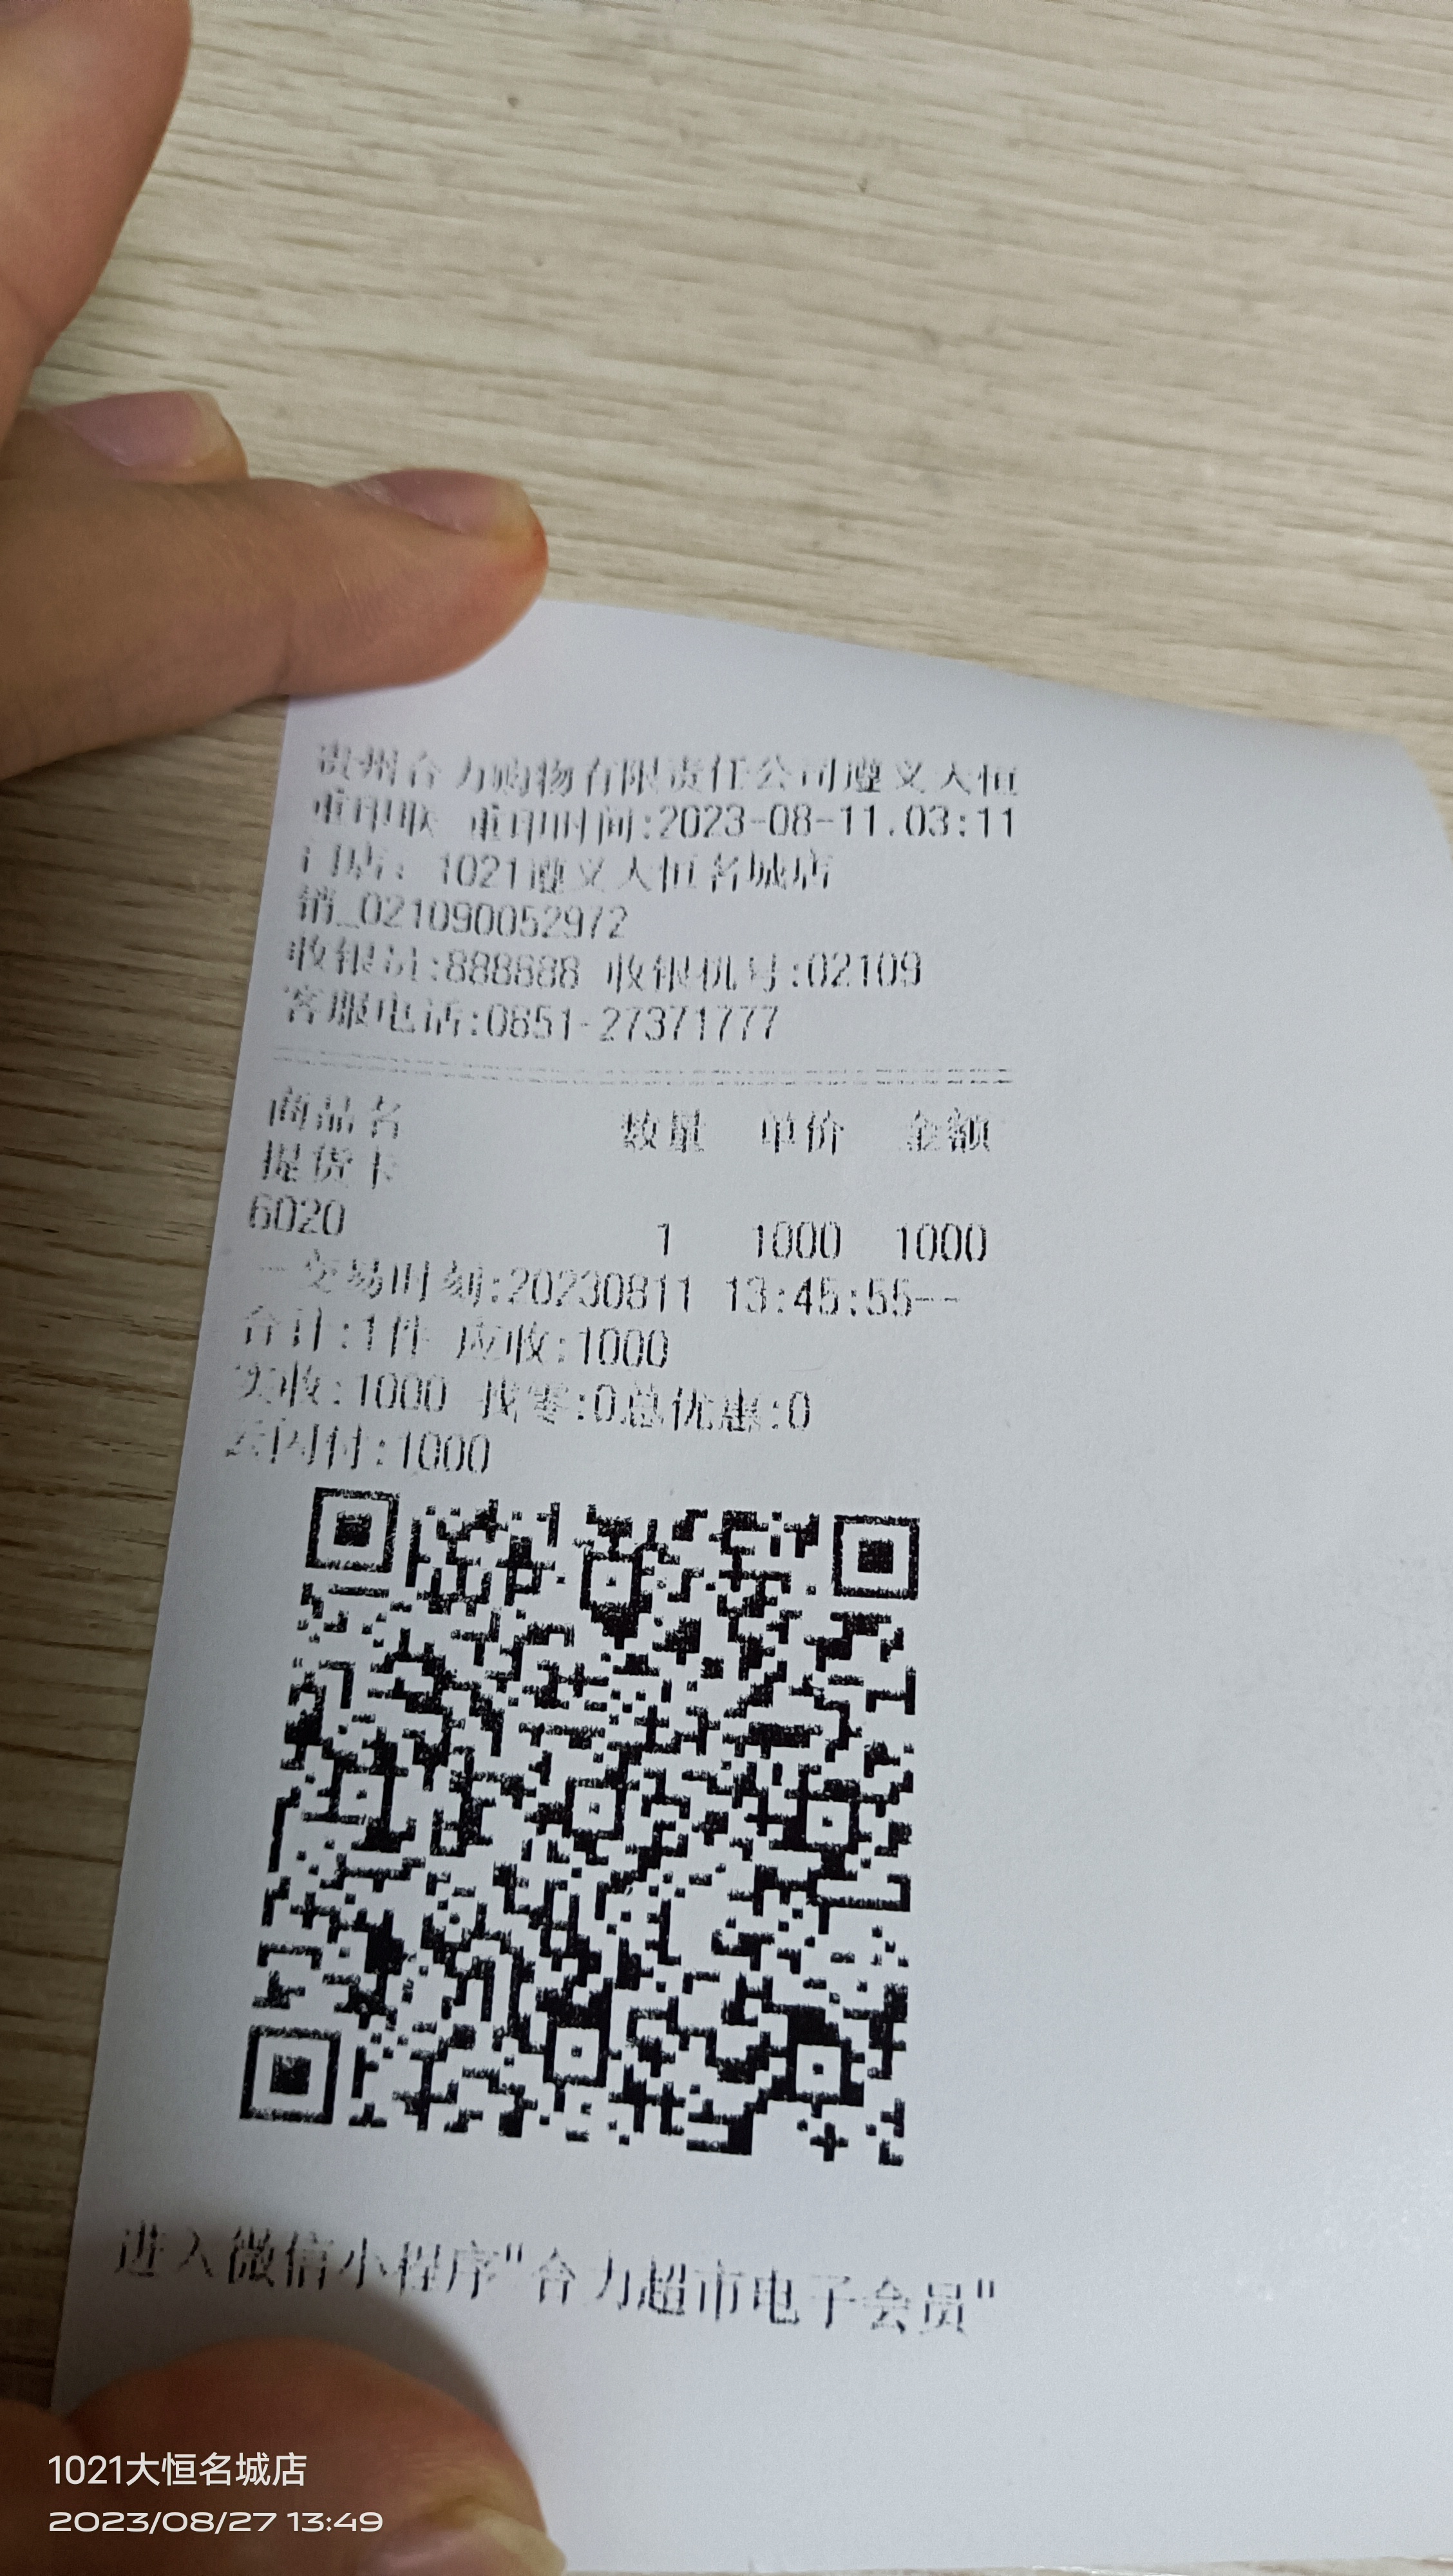 贵州合力购物有限责任公司遵义大恒
重印联 重印时间:2023-08-11.03:11
门店: 1021遵义大恒名城店
销_021090052972
收银员:888888 收银机号:02109
客服电话:0851-27371777
商品名 数量 单价 金额
提货卡
6020 1 1000 1000
--交易时刻:20230811 13:45:55--
合计:1件 应收:1000
实收:1000 找零:0总优惠:0
云闪付:1000
进入微信小程序"合力超市电子会员"
1021大恒名城店
2023/08/27 13:49